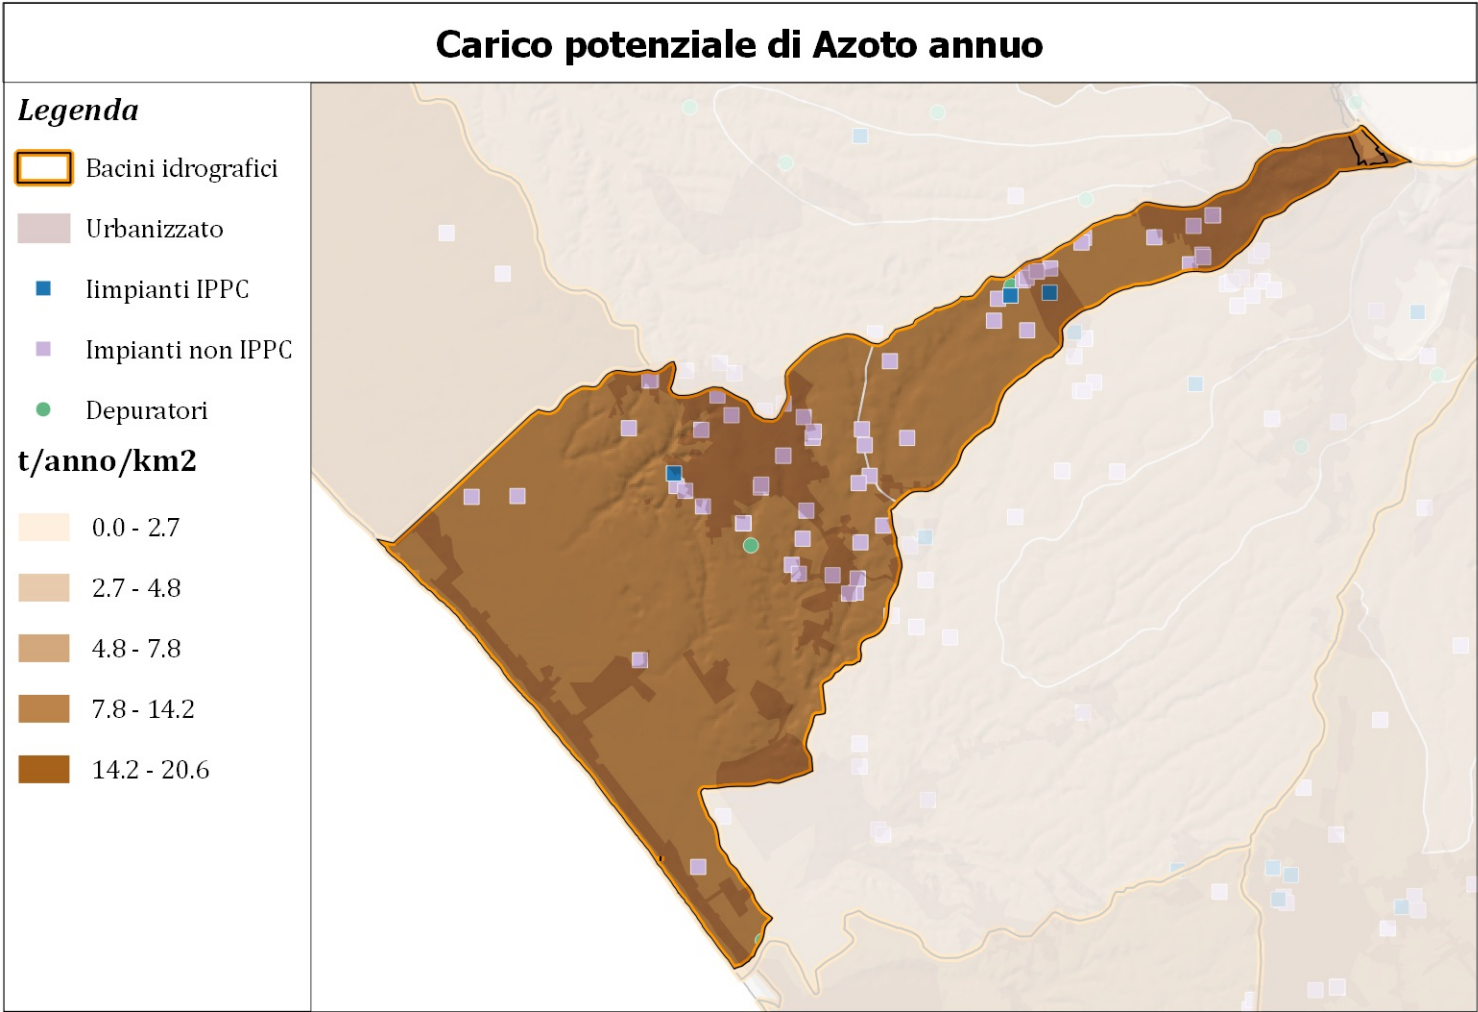 Carico potenziale di Azoto annuo
Legenda
Bacini idrografici
Urbanizzato
Iimpianti IPPC
Impianti non IPPC
Depuratori
t/anno/km2
0.0 - 2.7
2.7 - 4.8
4.8 - 7.8
7.8 - 14.2
14.2 - 20.6